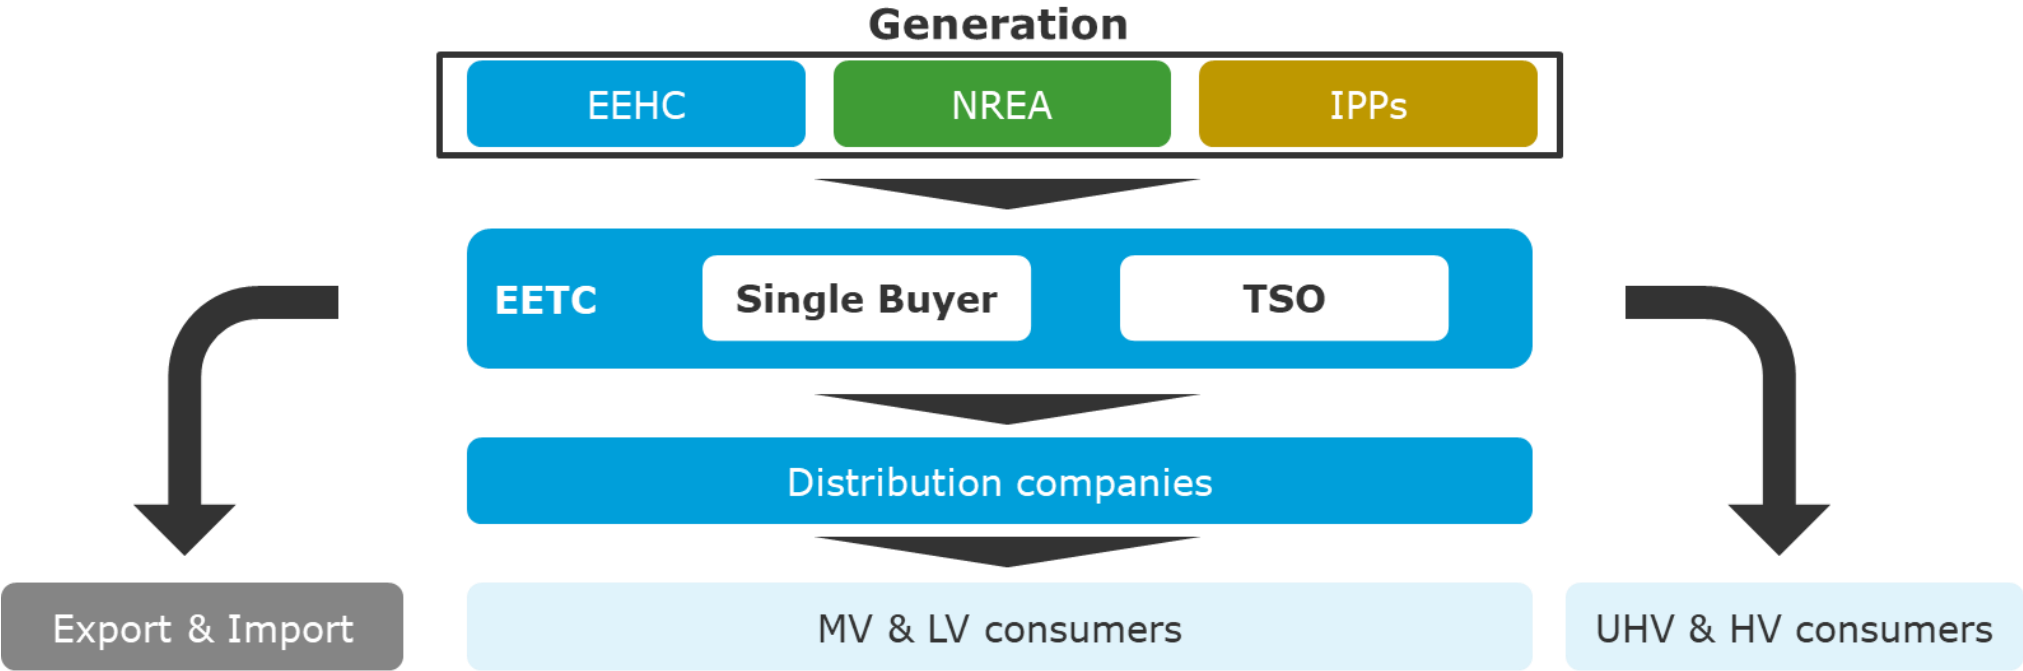 Generation
EEHC
NREA
IPPs
EETC
Single Buyer
TSO
Distribution companies
Export & Import
MV & LV consumers
UHV & HV consumers